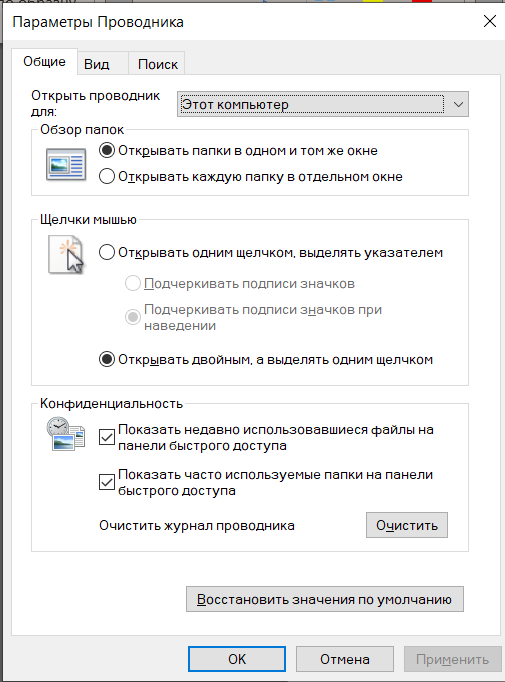 Параметры Проводника
Общие
Вид
Поиск
Открыть проводник для:
Этот компьютер
Обзор папок
Открывать папки в одном и том же окне
Открывать каждую папку в отдельном окне
Щелчки мышью
Открывать одним щелчком, выделять указателем
Подчеркивать подписи значков
Подчеркивать подписи значков при
наведении
Открывать двойным, а выделять одним щелчком
Конфиденциальность
Показать недавно использовавшиеся файлы на
панели быстрого доступа
Показать часто используемые папки на панели
быстрого доступа
Очистить журнал проводника
Очистить
Восстановить значения по умолчанию
OK
Отмена
Применить